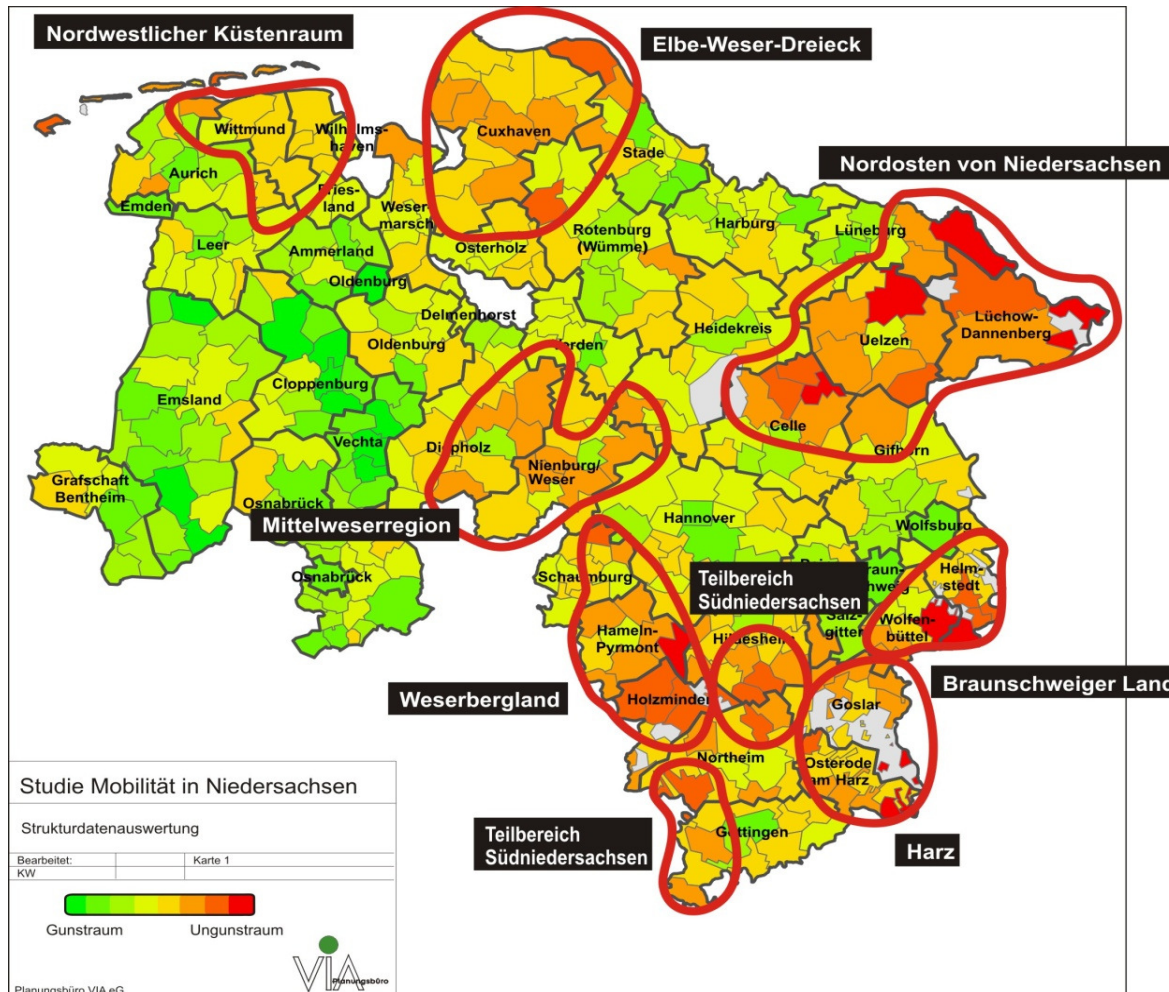 Nordwestlicher Küstenraum
Elbe-Weser-Dreieck
Nordosten von Niedersachsen
Wittmund
Wilhelms-
haven
Cuxhaven
Stade
Aurich
Emden
Fries-
land
Weser-
marsch
Leer
Ammerland
Osterholz
Rotenburg
(Wümme)
Harburg
Lüneburg
Oldenburg
Delmenhorst
Heidekreis
Lüchow-
Dannenberg
Uelzen
Oldenburg
Verden
Cloppenburg
Emsland
Celle
Vechta
Diepholz
Gifhorn
Nienburg/
Weser
Grafschaft
Bentheim
Osnabrück
Mittelweserregion
Hannover
Wolfsburg
Osnabrück
Schaumburg
Teilbereich
Südniedersachsen
Braun-
schweig
Helm-
stedt
Salz-
gitter
Wolfen-
büttel
Hameln-
Pyrmont
Hildesheim
Weserbergland
Holzminden
Braunschweiger Land
Goslar
Northeim
Osterode
am Harz
Teilbereich
Südniedersachsen
Göttingen
Harz
Studie Mobilität in Niedersachsen
Strukturdatenauswertung
Bearbeitet:
Karte 1
KW
Gunstraum
Ungunstraum
VIA
Planungsbüro
Planungsbüro VIA eG